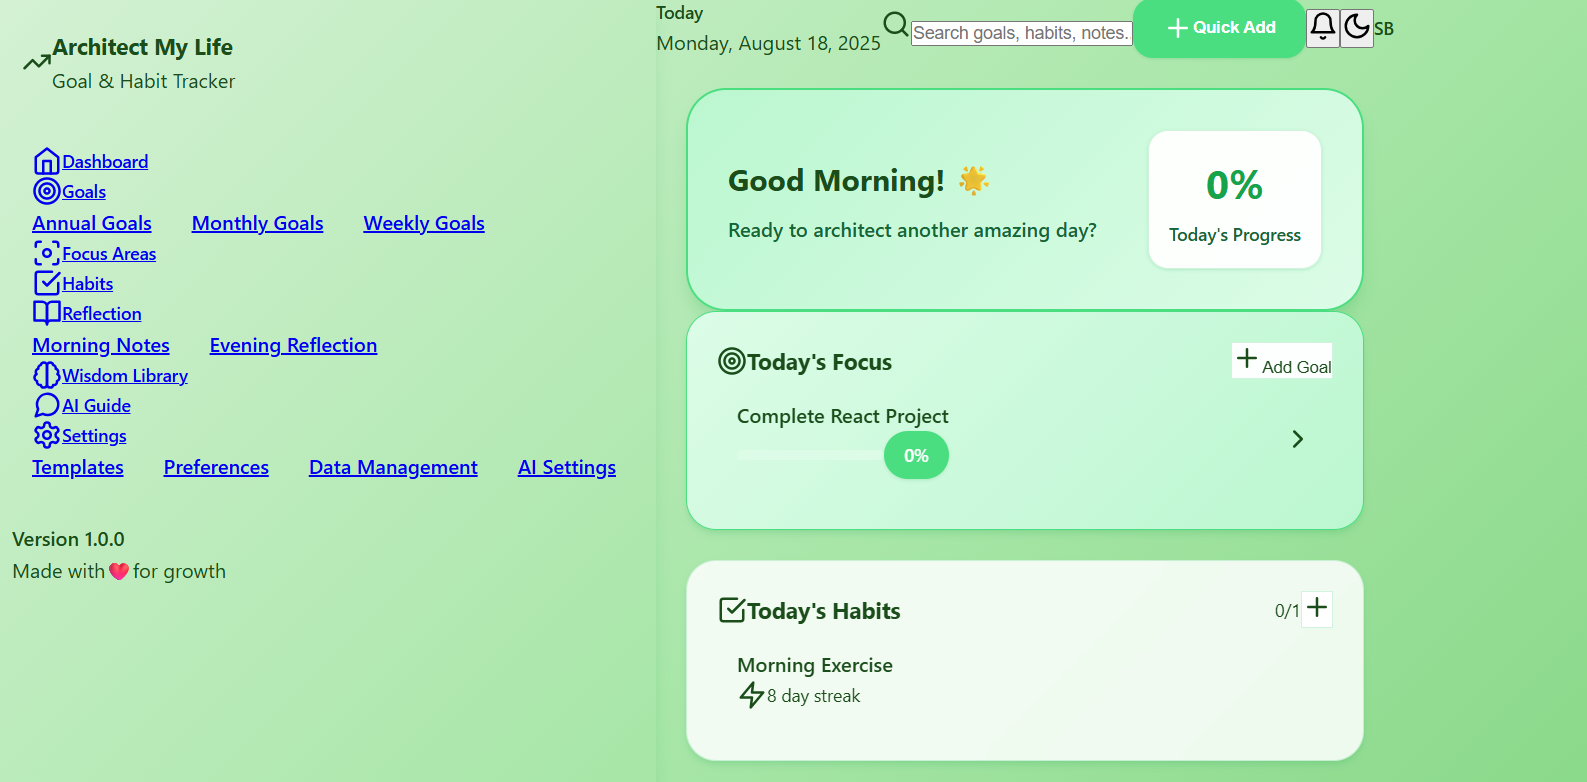 Architect My Life
Goal & Habit Tracker
Dashboard
Goals
Annual Goals Monthly Goals Weekly Goals
Focus Areas
Habits
Reflection
Morning Notes Evening Reflection
Wisdom Library
AI Guide
Settings
Templates Preferences Data Management AI Settings
Version 1.0.0
Made with ❤️ for growth
Today
Monday, August 18, 2025
Search goals, habits, notes.
Quick Add
SB
Good Morning! 🌟
Ready to architect another amazing day?
0%
Today's Progress
Today's Focus
Add Goal
Complete React Project
0%
Today's Habits
0/1
Morning Exercise
8 day streak